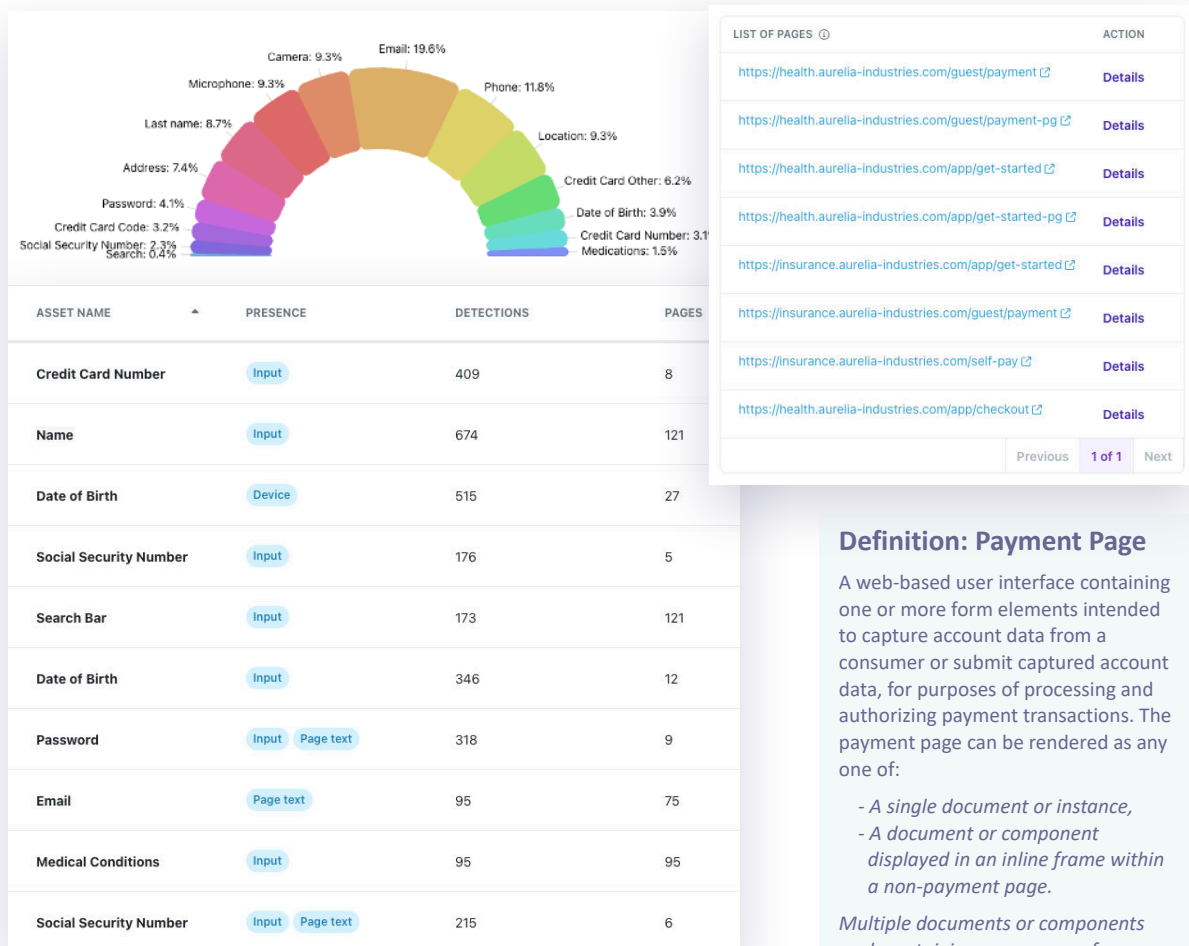 Email: 19.6%
Camera: 9.3%
Microphone: 9.3%
Phone: 11.8%
Last name: 8.7%
Location: 9.3%
Address: 7.4%
Credit Card Other: 6.2%
Password: 4.1%
Date of Birth: 3.9%
Credit Card Code: 3.2%
Credit Card Number: 3.1
Social Security Number: 2.3%
Medications: 1.5%
Search: 0.4%
ASSET NAME PRESENCE DETECTIONS PAGES
Credit Card Number Input 409 8
Name Input 674 121
Date of Birth Device 515 27
Social Security Number Input 176 5
Search Bar Input 173 121
Date of Birth Input 346 12
Password Input Page text 318 9
Email Page text 95 75
Medical Conditions Input 95 95
Social Security Number Input Page text 215 6
LIST OF PAGES ACTION
https://health.aurelia-industries.com/guest/payment Details
https://health.aurelia-industries.com/guest/payment-pg Details
https://health.aurelia-industries.com/app/get-started Details
https://health.aurelia-industries.com/app/get-started-pg Details
https://insurance.aurelia-industries.com/app/get-started Details
https://insurance.aurelia-industries.com/guest/payment Details
https://insurance.aurelia-industries.com/self-pay Details
https://health.aurelia-industries.com/app/checkout Details
Previous 1 of 1 Next
Definition: Payment Page
A web-based user interface containing
one or more form elements intended
to capture account data from a
consumer or submit captured account
data, for purposes of processing and
authorizing payment transactions. The
payment page can be rendered as any
one of:
- A single document or instance,
- A document or component
displayed in an inline frame within
a non-payment page.
Multiple documents or components